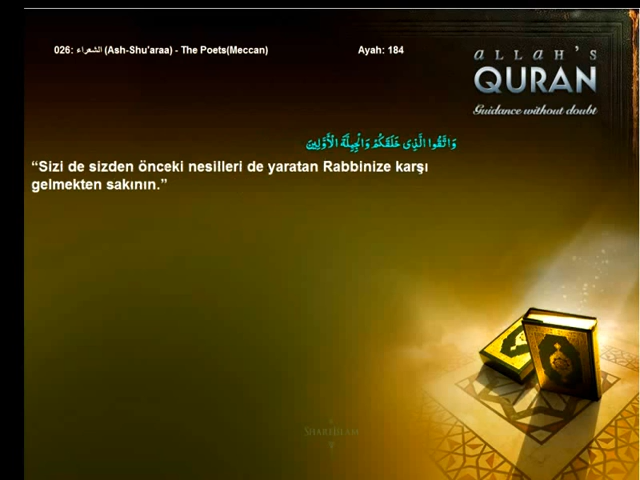 026: الشعراء (Ash-Shu'araa) - The Poets(Meccan) Ayah: 184
ALLAH'S
QURAN
Guidance without doubt
وَاتَّقُوا الَّذِى خَلَقَكُمْ وَالْجِبِلَّةَ الْأَوَّلِينَ
“Sizi de sizden önceki nesilleri de yaratan Rabbinize karşı
gelmekten sakının.”
SHAREISLAM